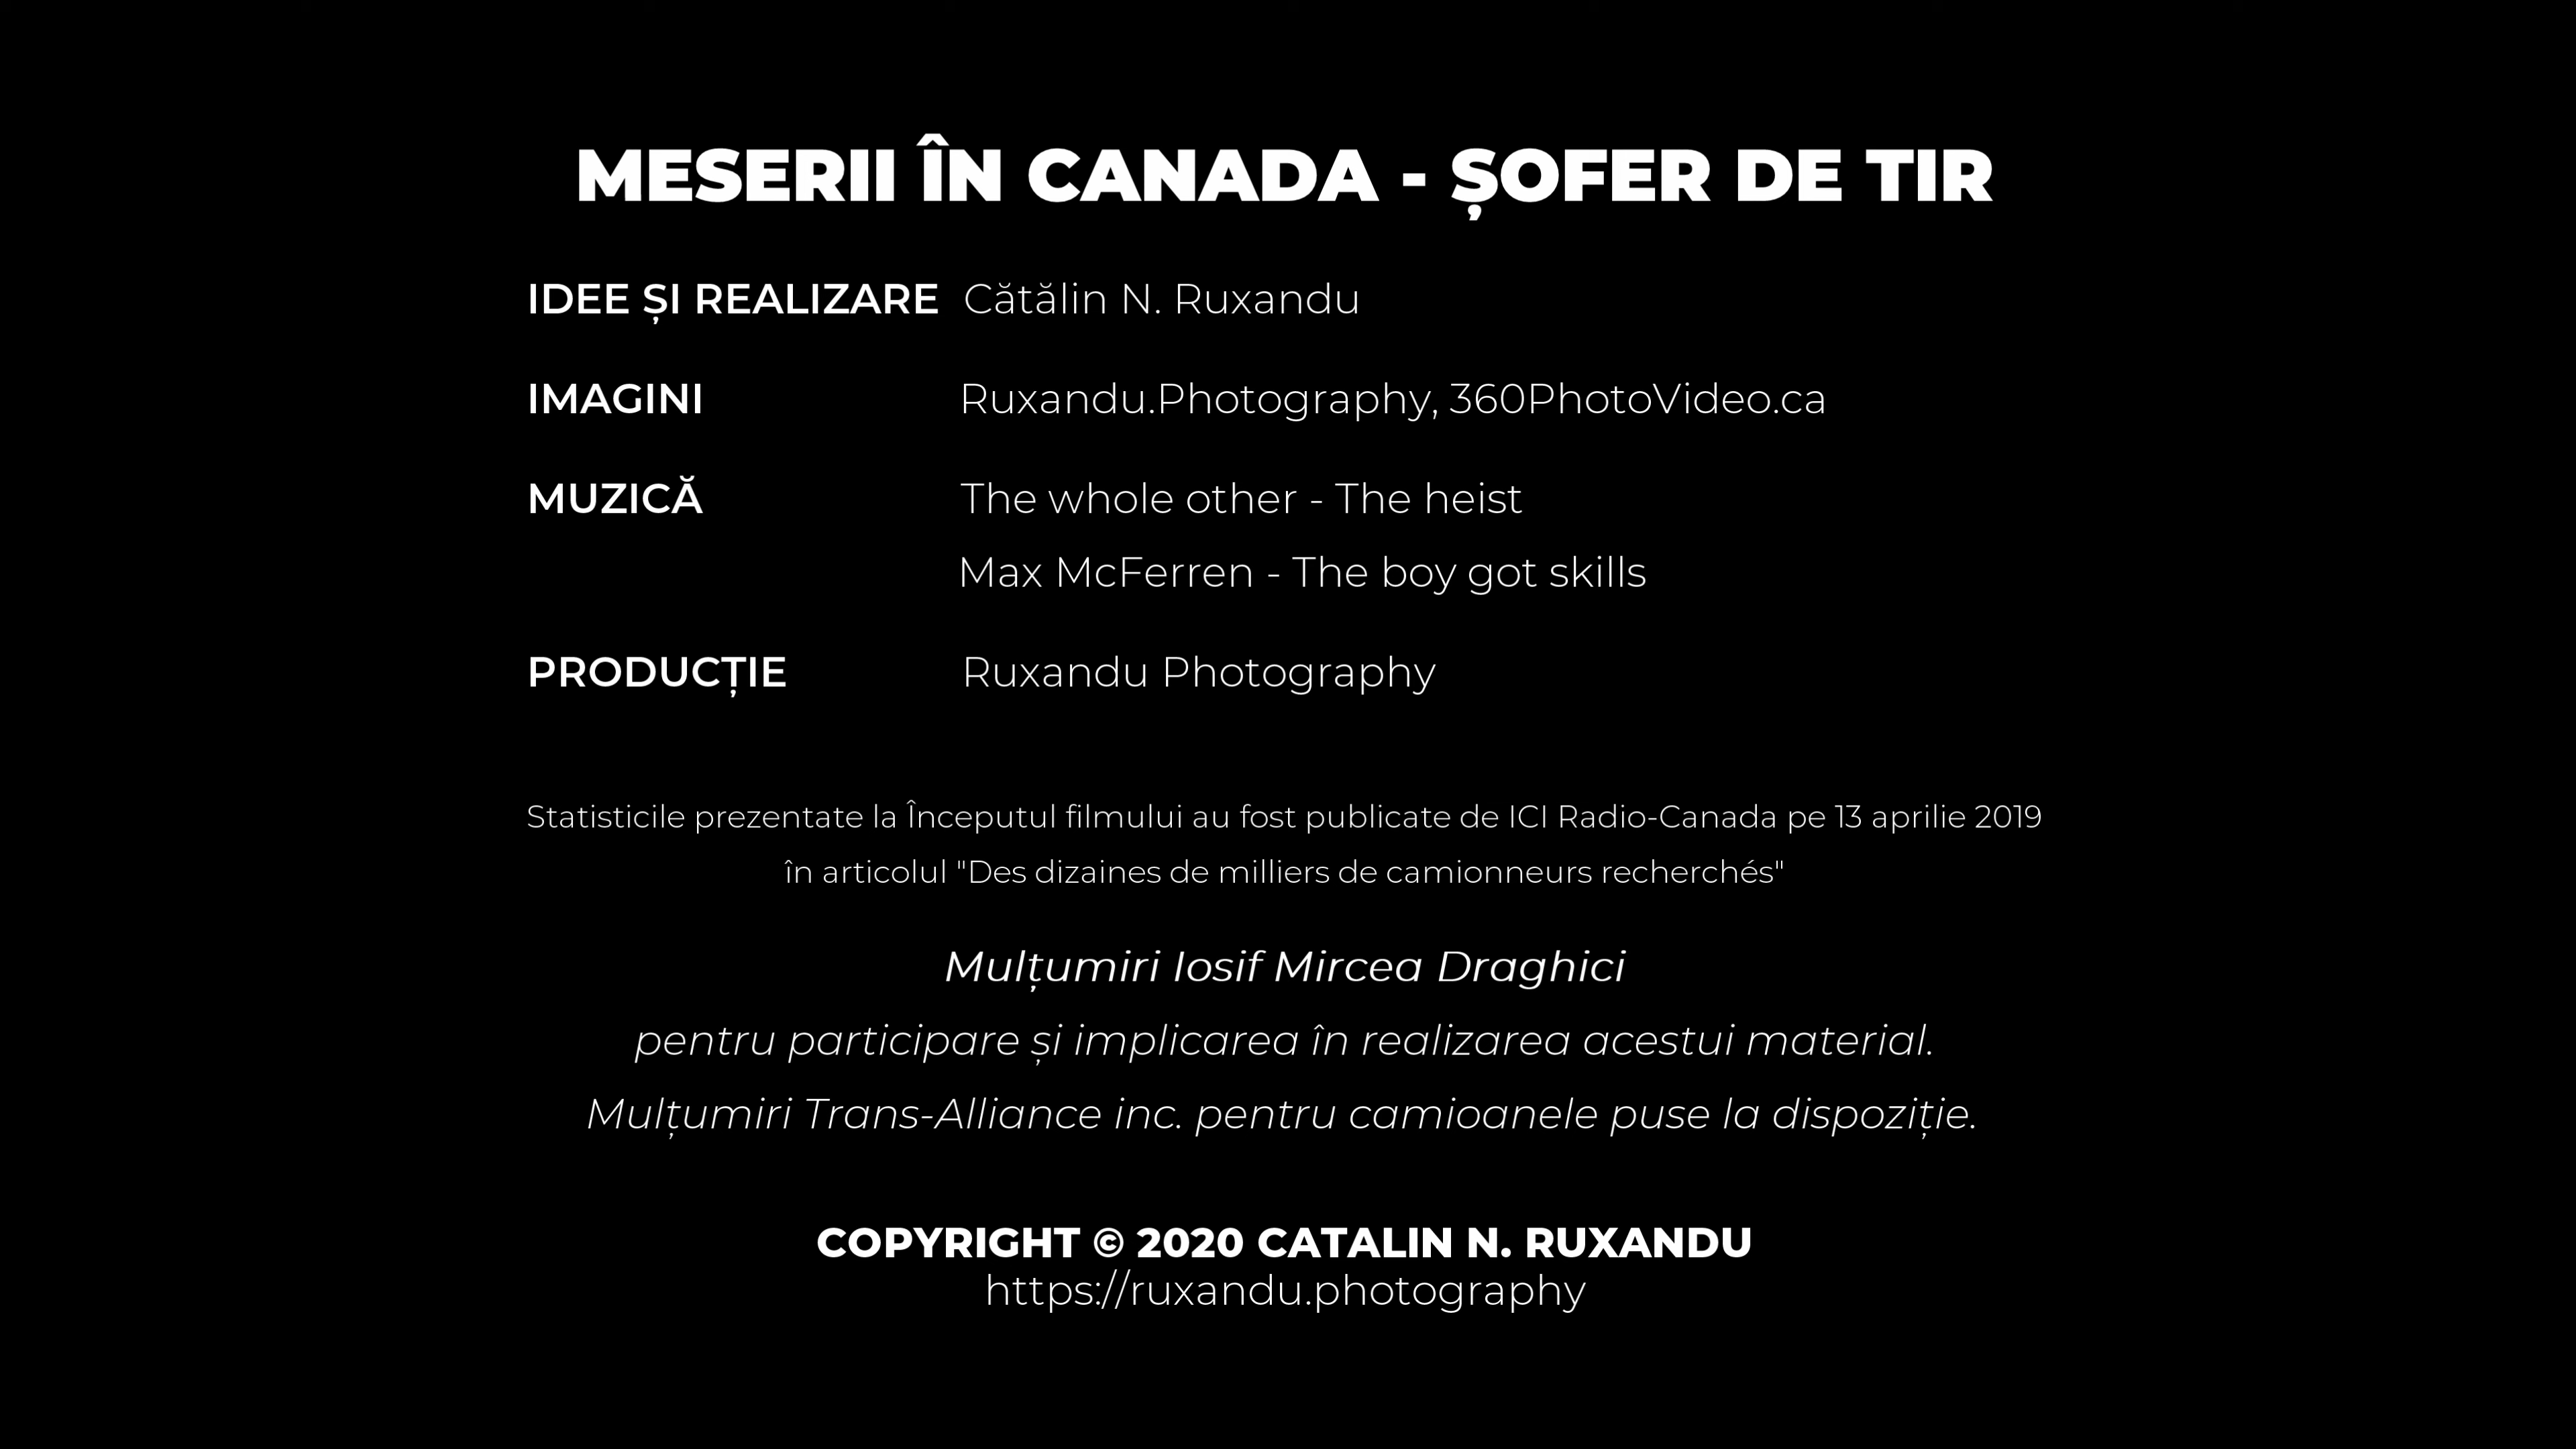 MESERII ÎN CANADA - ȘOFER DE TIR
IDEE ȘI REALIZARE Cătălin N. Ruxandu
IMAGINI Ruxandu.Photography, 360PhotoVideo.ca
MUZICĂ The whole other - The heist
Max McFerren - The boy got skills
PRODUCȚIE Ruxandu Photography
Statisticile prezentate la Începutul filmului au fost publicate de ICI Radio-Canada pe 13 aprilie 2019
în articolul "Des dizaines de milliers de camionneurs recherchés"
Mulțumiri Iosif Mircea Draghici
pentru participare și implicarea în realizarea acestui material.
Mulțumiri Trans-Alliance inc. pentru camioanele puse la dispoziție.
COPYRIGHT © 2020 CATALIN N. RUXANDU
https://ruxandu.photography